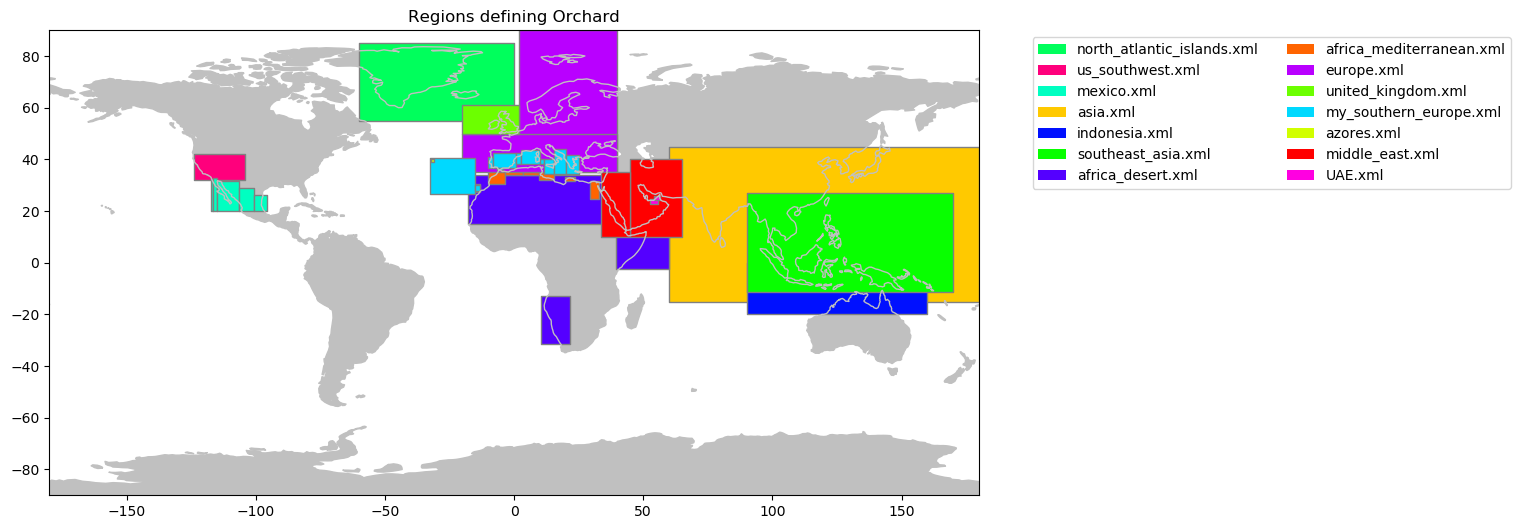 Regions defining Orchard
80
60
40
20
0
−20
−40
−60
−80
−150
−100
−50
0
50
100
150
north_atlantic_islands.xml
us_southwest.xml
mexico.xml
asia.xml
indonesia.xml
southeast_asia.xml
africa_desert.xml
africa_mediterranean.xml
europe.xml
united_kingdom.xml
my_southern_europe.xml
azores.xml
middle_east.xml
UAE.xml